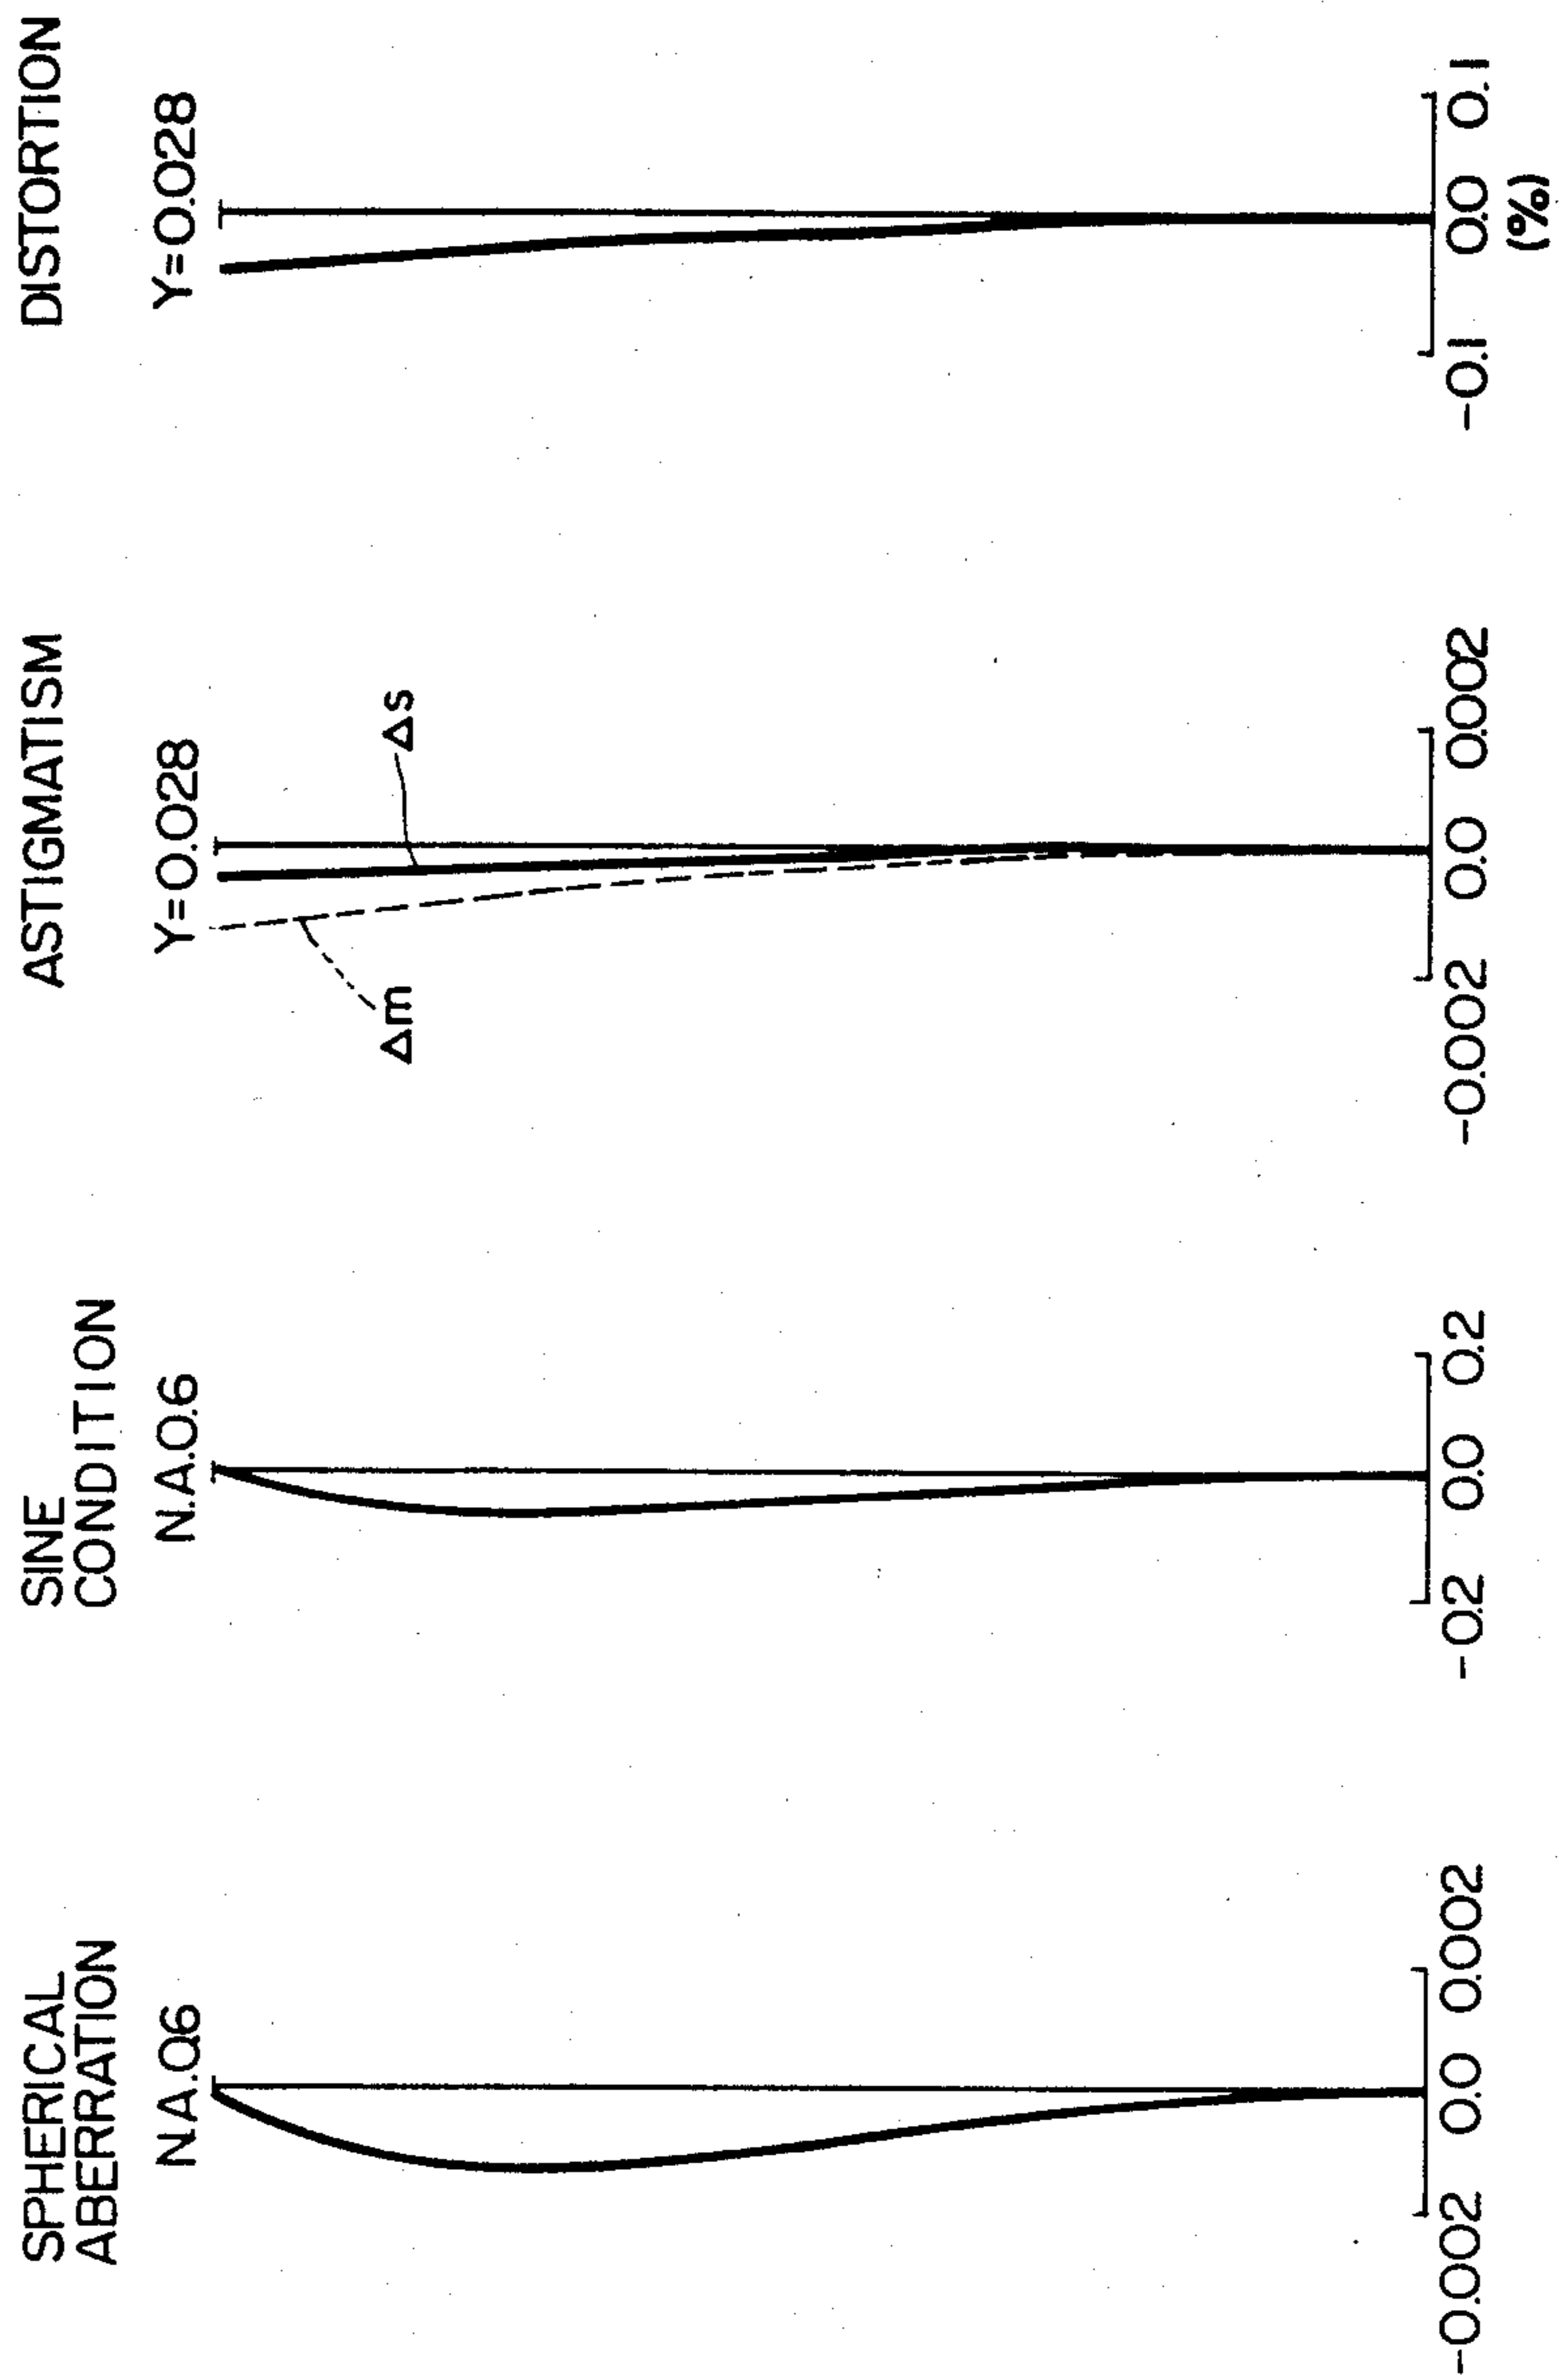 SPHERICAL
ABERRATION
N.A.0.6
-0.002 0.0 0.002
SINE
CONDITION
N.A.0.6
-0.2 0.0 0.2
ASTIGMATISM
Y=0.028
Δm
Δs
-0.002 0.0 0.002
DISTORTION
Y=0.028
-0.1 0.0 0.1
(%)